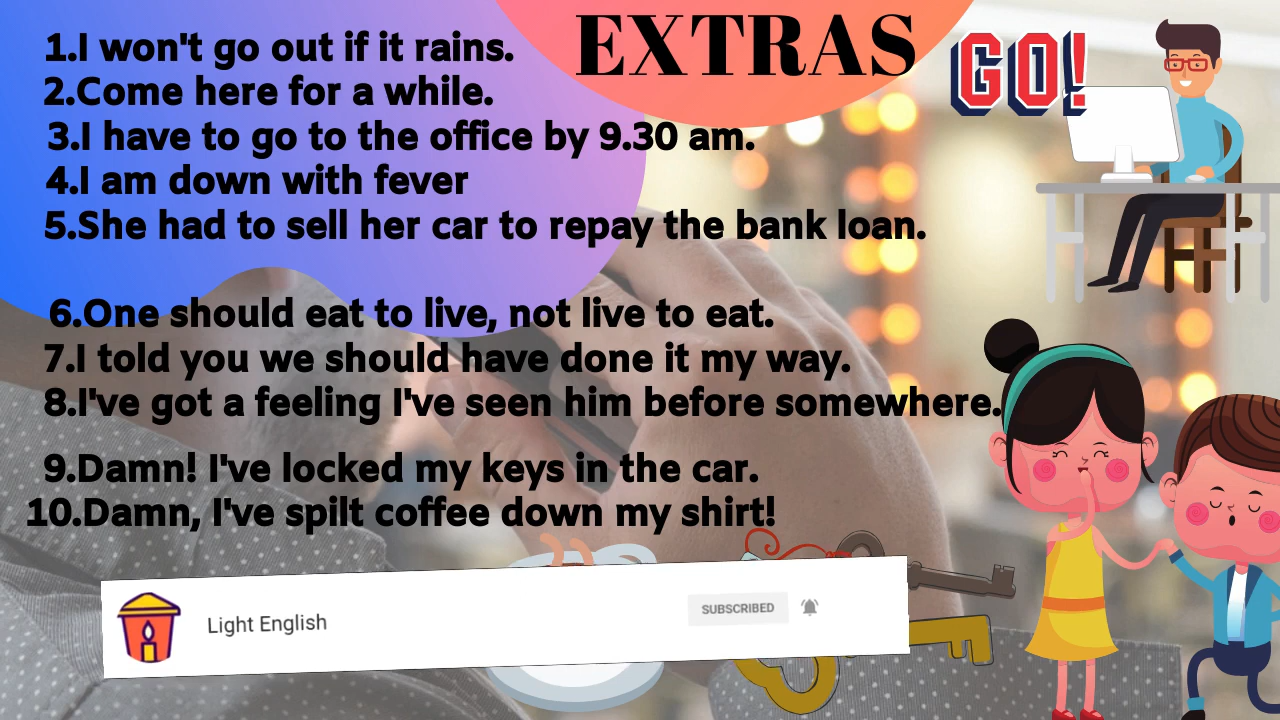 EXTRAS
GO!
1.I won't go out if it rains.
2.Come here for a while.
3.I have to go to the office by 9.30 am.
4.I am down with fever
5.She had to sell her car to repay the bank loan.
6.One should eat to live, not live to eat.
7.I told you we should have done it my way.
8.I've got a feeling I've seen him before somewhere.
9.Damn! I've locked my keys in the car.
10.Damn, I've spilt coffee down my shirt!
Light English
SUBSCRIBED